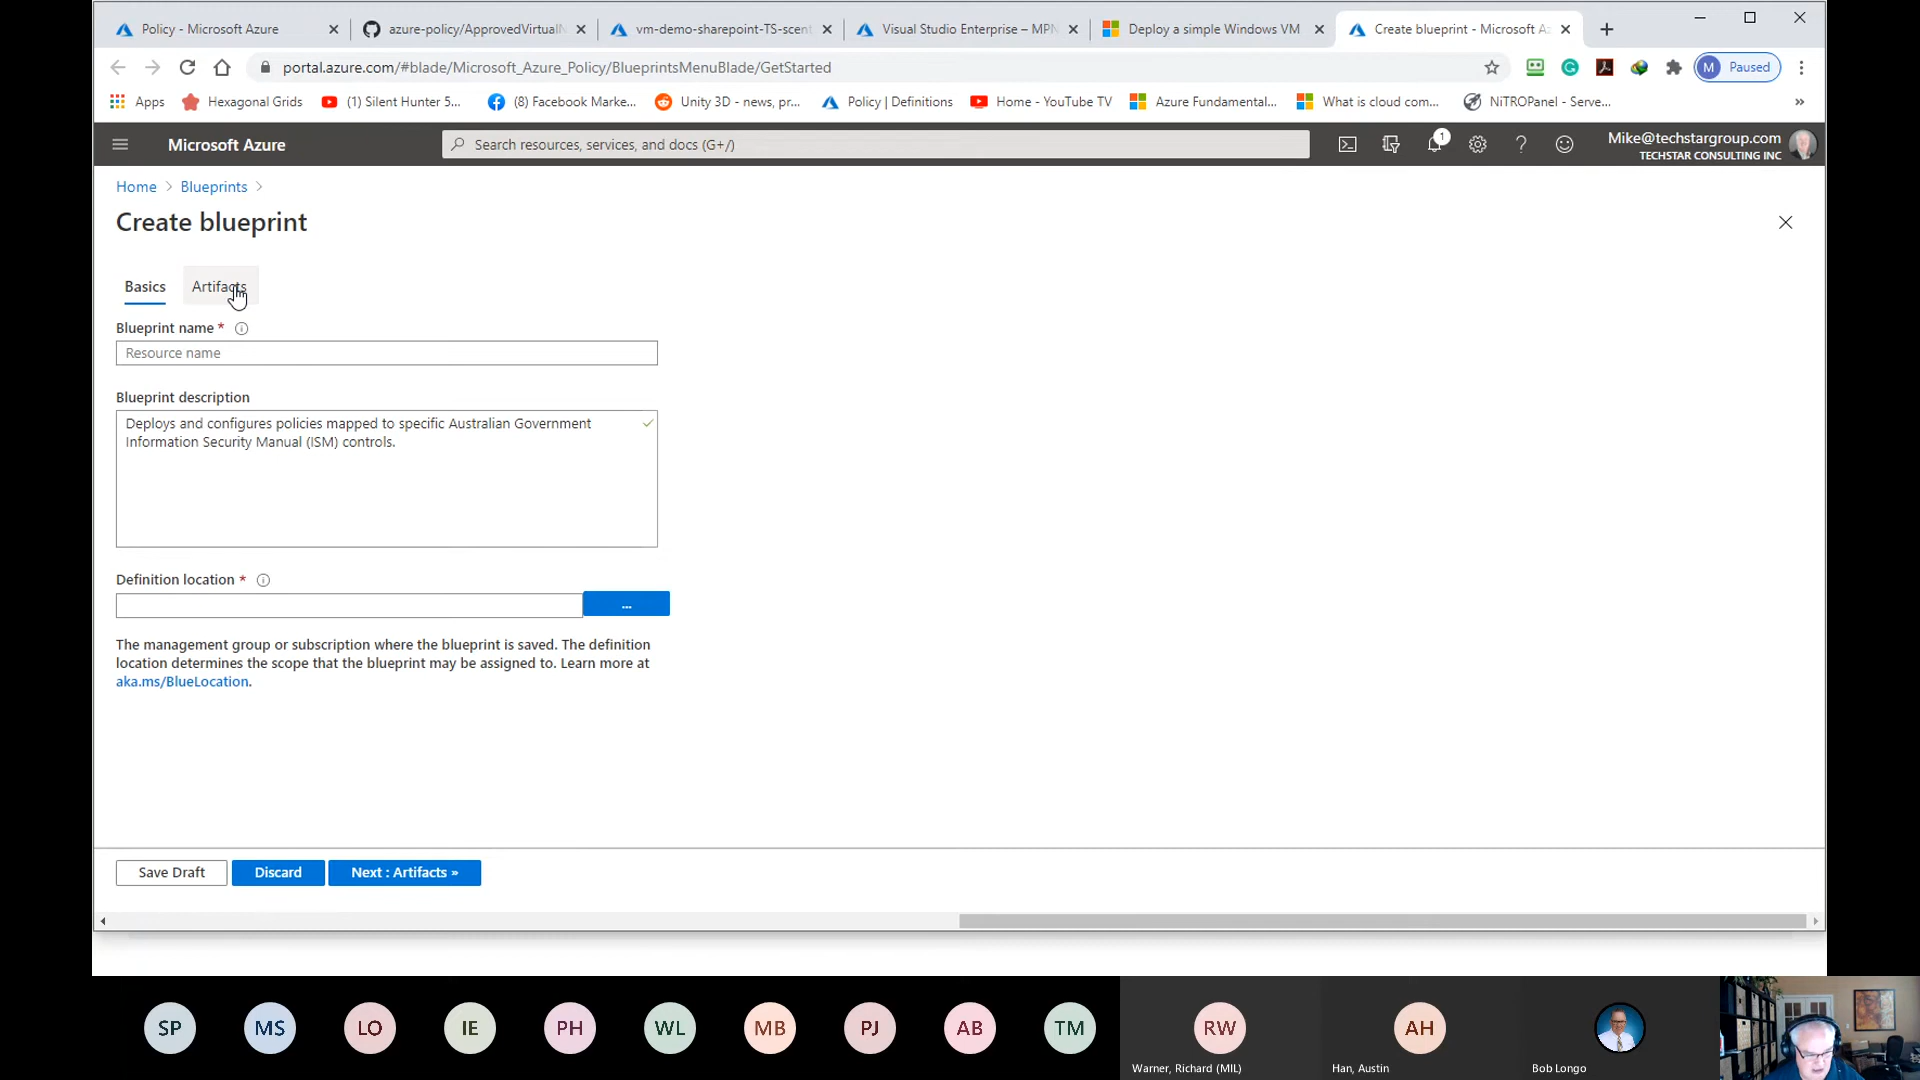 Policy - Microsoft Azure
azure-policy/ApprovedVirtualN
vm-demo-sharepoint-TS-scent
Visual Studio Enterprise – MPN
Deploy a simple Windows VM
Create blueprint - Microsoft Az
portal.azure.com/#blade/Microsoft_Azure_Policy/BlueprintsMenuBlade/GetStarted
M Paused
Apps
Hexagonal Grids
(1) Silent Hunter 5...
(8) Facebook Marke...
Unity 3D - news, pr...
Policy | Definitions
Home - YouTube TV
Azure Fundamental...
What is cloud com...
NiTROPanel - Serve...
»
Microsoft Azure
Search resources, services, and docs (G+/)
1
Mike@techstargroup.com
TECHSTAR CONSULTING INC
Home > Blueprints >
Create blueprint
Basics
Artifacts
Blueprint name *
Resource name
Blueprint description
Deploys and configures policies mapped to specific Australian Government
Information Security Manual (ISM) controls.
Definition location *
...
The management group or subscription where the blueprint is saved. The definition
location determines the scope that the blueprint may be assigned to. Learn more at
aka.ms/BlueLocation.
Save Draft
Discard
Next : Artifacts »
SP
MS
LO
IE
PH
WL
MB
PJ
AB
TM
RW
AH
Warner, Richard (MIL)
Han, Austin
Bob Longo